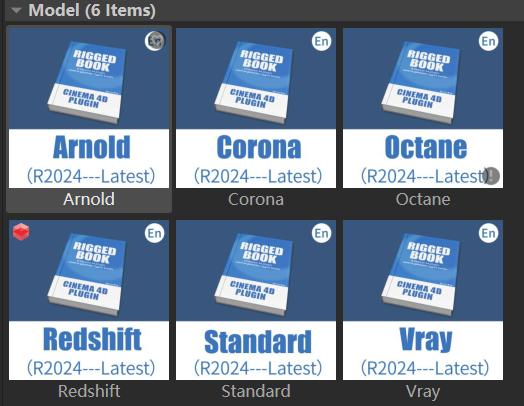 Model (6 Items)
RIGGED
BOOK
CINEMA 4D
PLUGIN
Arnold
(R2024---Latest)
Arnold
En
RIGGED
BOOK
CINEMA 4D
PLUGIN
Corona
(R2024---Latest)
Corona
En
RIGGED
BOOK
CINEMA 4D
PLUGIN
Octane
(R2024---Latest)
Octane
En
RIGGED
BOOK
CINEMA 4D
PLUGIN
Redshift
(R2024---Latest)
Redshift
En
RIGGED
BOOK
CINEMA 4D
PLUGIN
Standard
(R2024---Latest)
Standard
En
RIGGED
BOOK
CINEMA 4D
PLUGIN
Vray
(R2024---Latest)
Vray